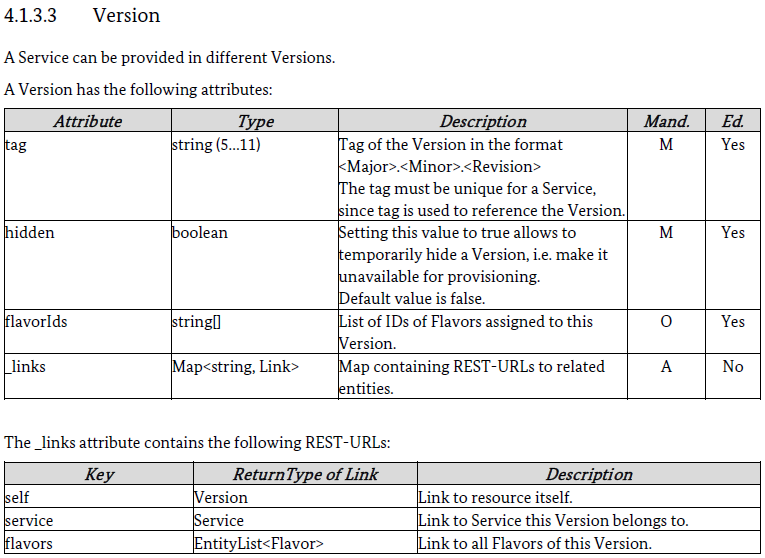 4.1.3.3 Version
A Service can be provided in different Versions.
A Version has the following attributes:
Attribute Type Description Mand. Ed.
tag string (5...11) Tag of the Version in the format M Yes
<Major>.<Minor>.<Revision>
The tag must be unique for a Service,
since tag is used to reference the Version.
hidden boolean Setting this value to true allows to M Yes
temporarily hide a Version, i.e. make it
unavailable for provisioning.
Default value is false.
flavorIds string[] List of IDs of Flavors assigned to this O Yes
Version.
_links Map<string, Link> Map containing REST-URLs to related A No
entities.
The _links attribute contains the following REST-URLs:
Key ReturnType of Link Description
self Version Link to resource itself.
service Service Link to Service this Version belongs to.
flavors EntityList<Flavor> Link to all Flavors of this Version.